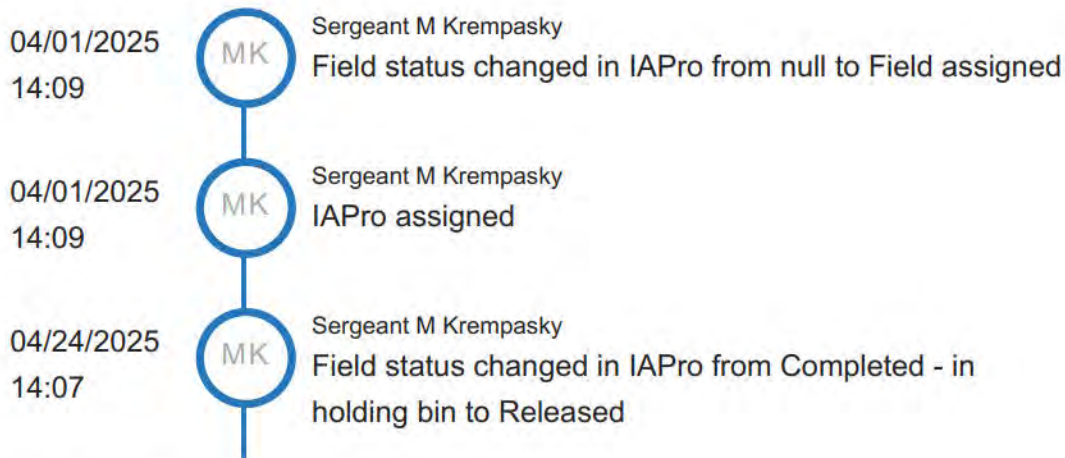 04/01/2025
14:09
MK
Sergeant M Krempasky
Field status changed in IAPro from null to Field assigned
04/01/2025
14:09
MK
Sergeant M Krempasky
IAPro assigned
04/24/2025
14:07
MK
Sergeant M Krempasky
Field status changed in IAPro from Completed - in
holding bin to Released